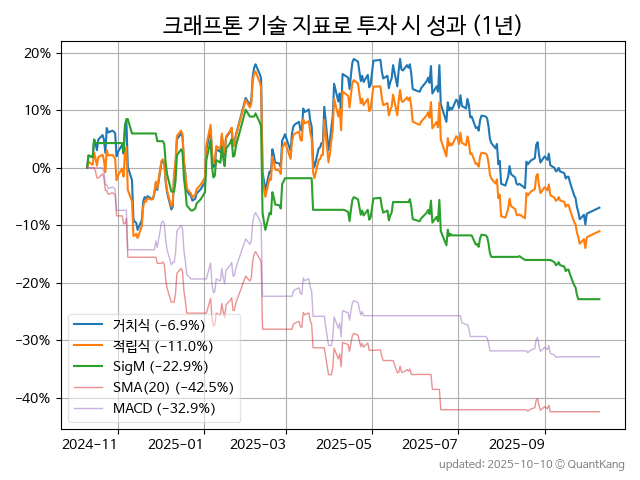 크래프톤 기술 지표로 투자 시 성과 (1년)
20%
10%
0%
−10%
−20%
−30%
−40%
거치식 (−6.9%)
적립식 (−11.0%)
SigM (−22.9%)
SMA(20) (−42.5%)
MACD (−32.9%)
2024−11 2025−01 2025−03 2025−05 2025−07 2025−09
updated: 2025-10-10 © QuantKang